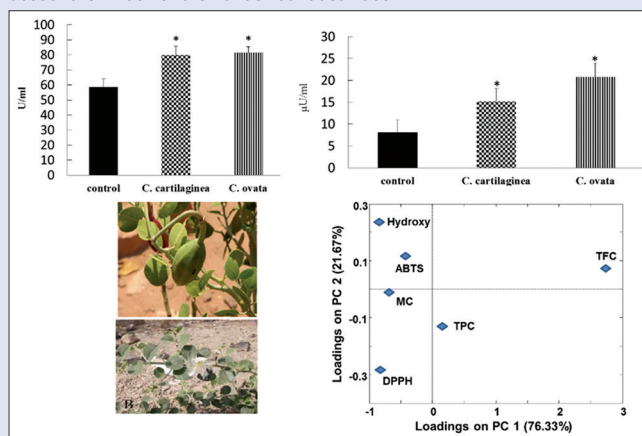 100
90
80
70
60
50
40
30
20
10
0
U/ml
*
*
control C. cartilaginea C. ovata
30
25
20
15
10
5
0
µU/ml
*
*
control C. cartilaginea C. ovata
B
0.3
0.1
-0.1
-0.3
Loadings on PC 2 (21.67%)
Hydroxy
ABTS
TFC
MC
TPC
DPPH
-1 0 1 2 3
Loadings on PC 1 (76.33%)